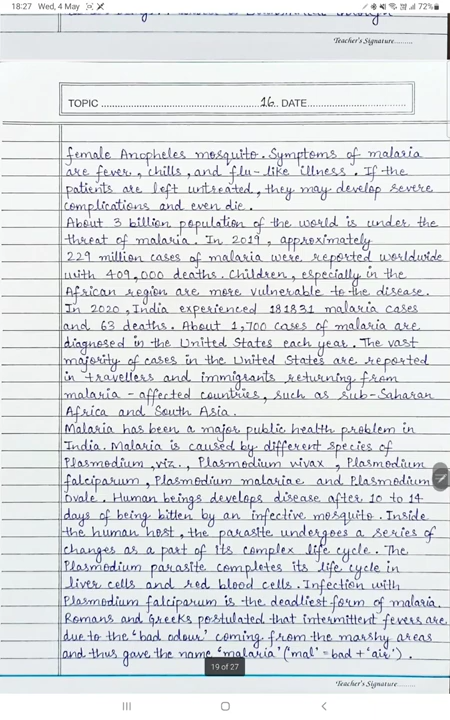 18:27 Wed, 4 May
72%
Teacher's Signature.........
TOPIC ........................................................16. DATE....................................
female Anopheles mosquito. Symptoms of malaria
are fever, chills, and flu-like illness. If the
patients are left untreated, they may develop severe
complications and even die.
About 3 billion population of the world is under the
threat of malaria. In 2019, approximately
229 million cases of malaria were reported worldwide
with 409,000 deaths. Children, especially in the
African region are more vulnerable to the disease.
In 2020, India experienced 181831 malaria cases
and 63 deaths. About 1,700 cases of malaria are
diagnosed in the United States each year. The vast
majority of cases in the United States are reported
in travellers and immigrants returning from
malaria-affected countries, such as sub-Saharan
Africa and South Asia.
Malaria has been a major public health problem in
India. Malaria is caused by different species of
Plasmodium, viz., Plasmodium vivax, Plasmodium
falciparum, Plasmodium malariae and Plasmodium
Ovale. Human beings develops disease after 10 to 14
days of being bitten by an infective mosquito. Inside
the human host, the parasite undergoes a series of
changes as a part of its complex life cycle. The
Plasmodium parasite completes its life cycle in
liver cells and red blood cells. Infection with
Plasmodium falciparum is the deadliest form of malaria.
Romans and Greeks postulated that intermittent fevers are
due to the 'bad odour' coming from the marshy areas
and thus gave the name 'malaria' ('mal' = bad + 'air').
19 of 27
Teacher's Signature.........